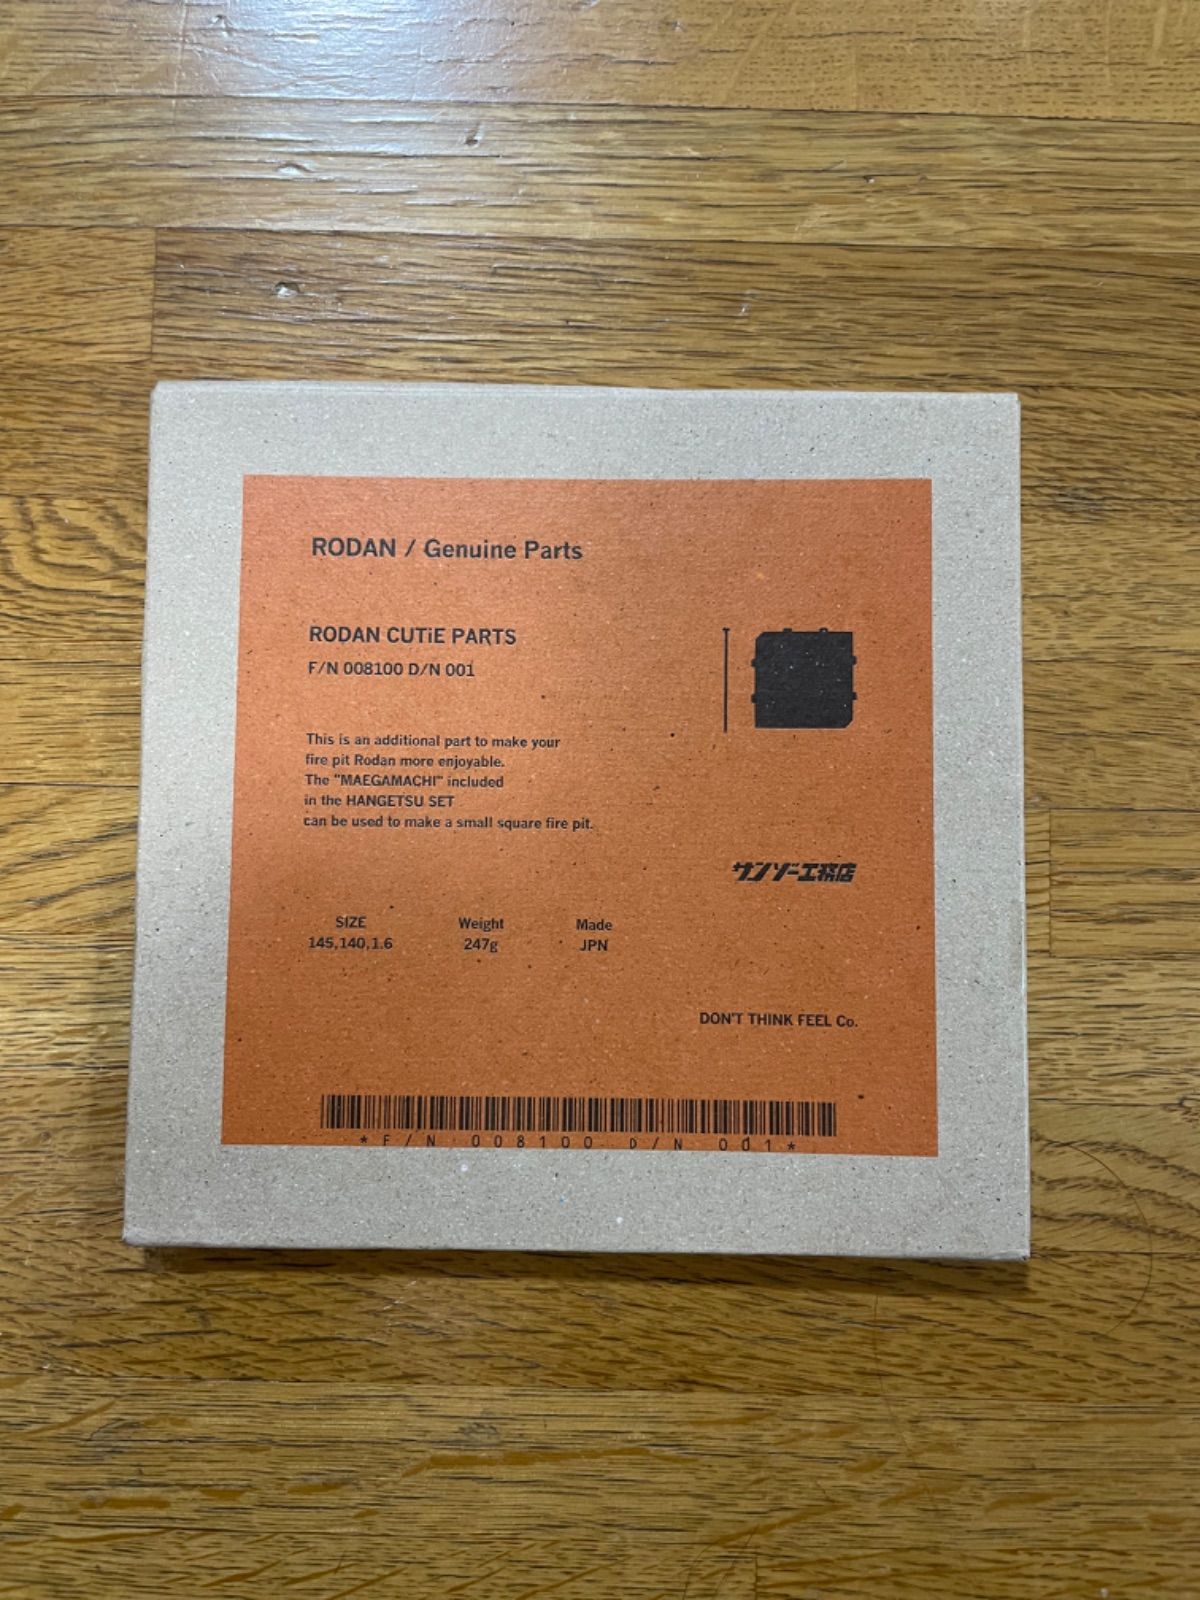 RODAN / Genuine Parts
RODAN CUTiE PARTS
F/N 008100 D/N 001
This is an additional part to make your
fire pit Rodan more enjoyable.
The "MAEGAMACHI" included
in the HANGETSU SET
can be used to make a small square fire pit.
サンゾー工務店
SIZE Weight Made
145,140,1.6 247g JPN
DON'T THINK FEEL Co.
*F/N 008100 D/N 001*